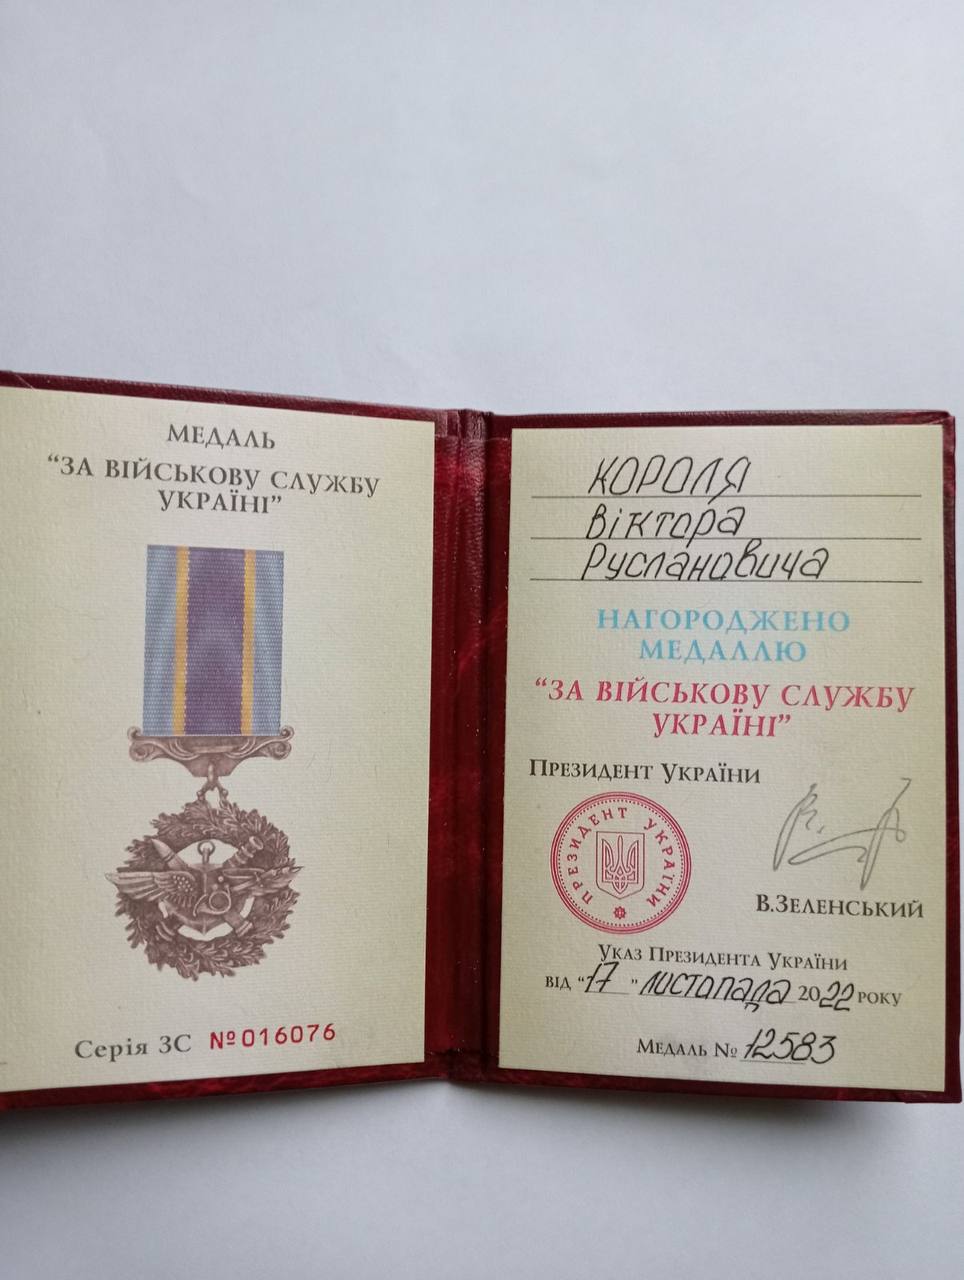 МЕДАЛЬ
“ЗА ВІЙСЬКОВУ СЛУЖБУ
УКРАЇНІ”
Серія ЗС №016076
КОРОЛЯ
Віктора
Руслановича
НАГОРОДЖЕНО
МЕДАЛЛЮ
“ЗА ВІЙСЬКОВУ СЛУЖБУ
УКРАЇНІ”
ПРЕЗИДЕНТ УКРАЇНИ
ПРЕЗИДЕНТ УКРАЇНИ
В.ЗЕЛЕНСЬКИЙ
УКАЗ ПРЕЗИДЕНТА УКРАЇНИ
ВІД “17” листопада 2022 РОКУ
МЕДАЛЬ № 12583